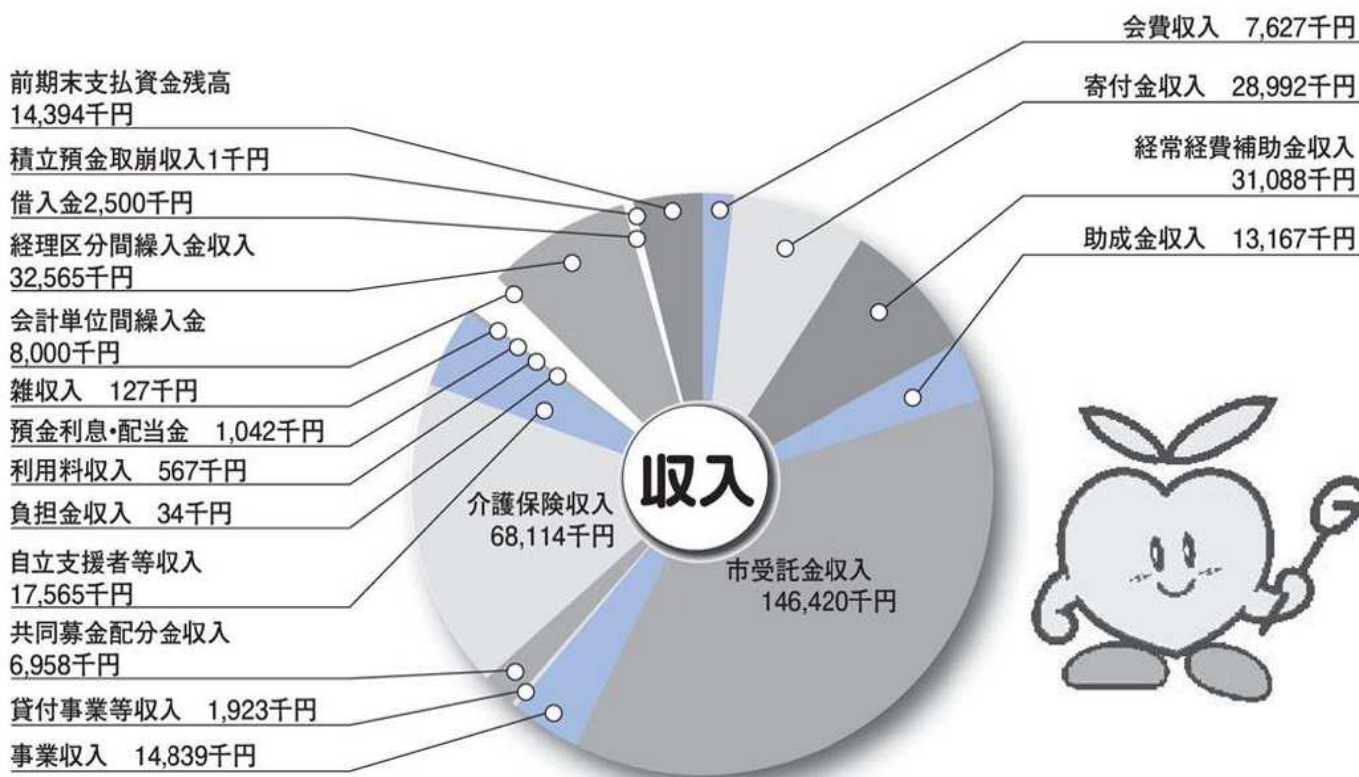 前期末支払資金残高
14,394千円
積立預金取崩収入1千円
借入金2,500千円
経理区分間繰入金収入
32,565千円
会計単位間繰入金
8,000千円
雑収入 127千円
預金利息・配当金 1,042千円
利用料収入 567千円
負担金収入 34千円
自立支援者等収入
17,565千円
共同募金配分金収入
6,958千円
貸付事業等収入 1,923千円
事業収入 14,839千円
会費収入 7,627千円
寄付金収入 28,992千円
経常経費補助金収入
31,088千円
助成金収入 13,167千円
収入
介護保険収入
68,114千円
市受託金収入
146,420千円